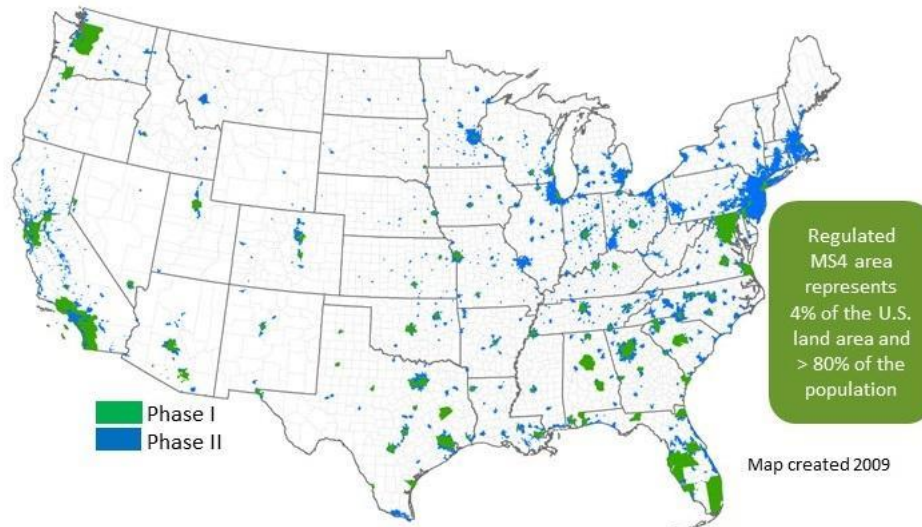 Regulated
MS4 area
represents
4% of the U.S.
land area and
> 80% of the
population
Phase I
Phase II
Map created 2009